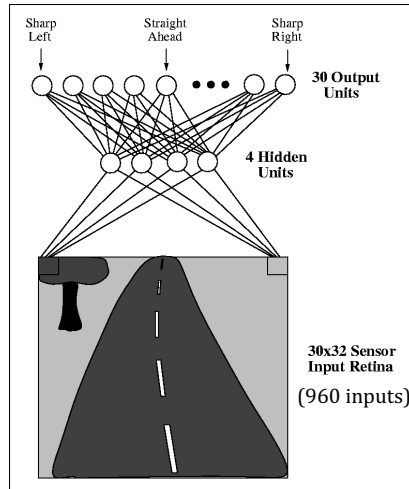 Sharp
Left
Straight
Ahead
Sharp
Right
30 Output
Units
4 Hidden
Units
30x32 Sensor
Input Retina
(960 inputs)